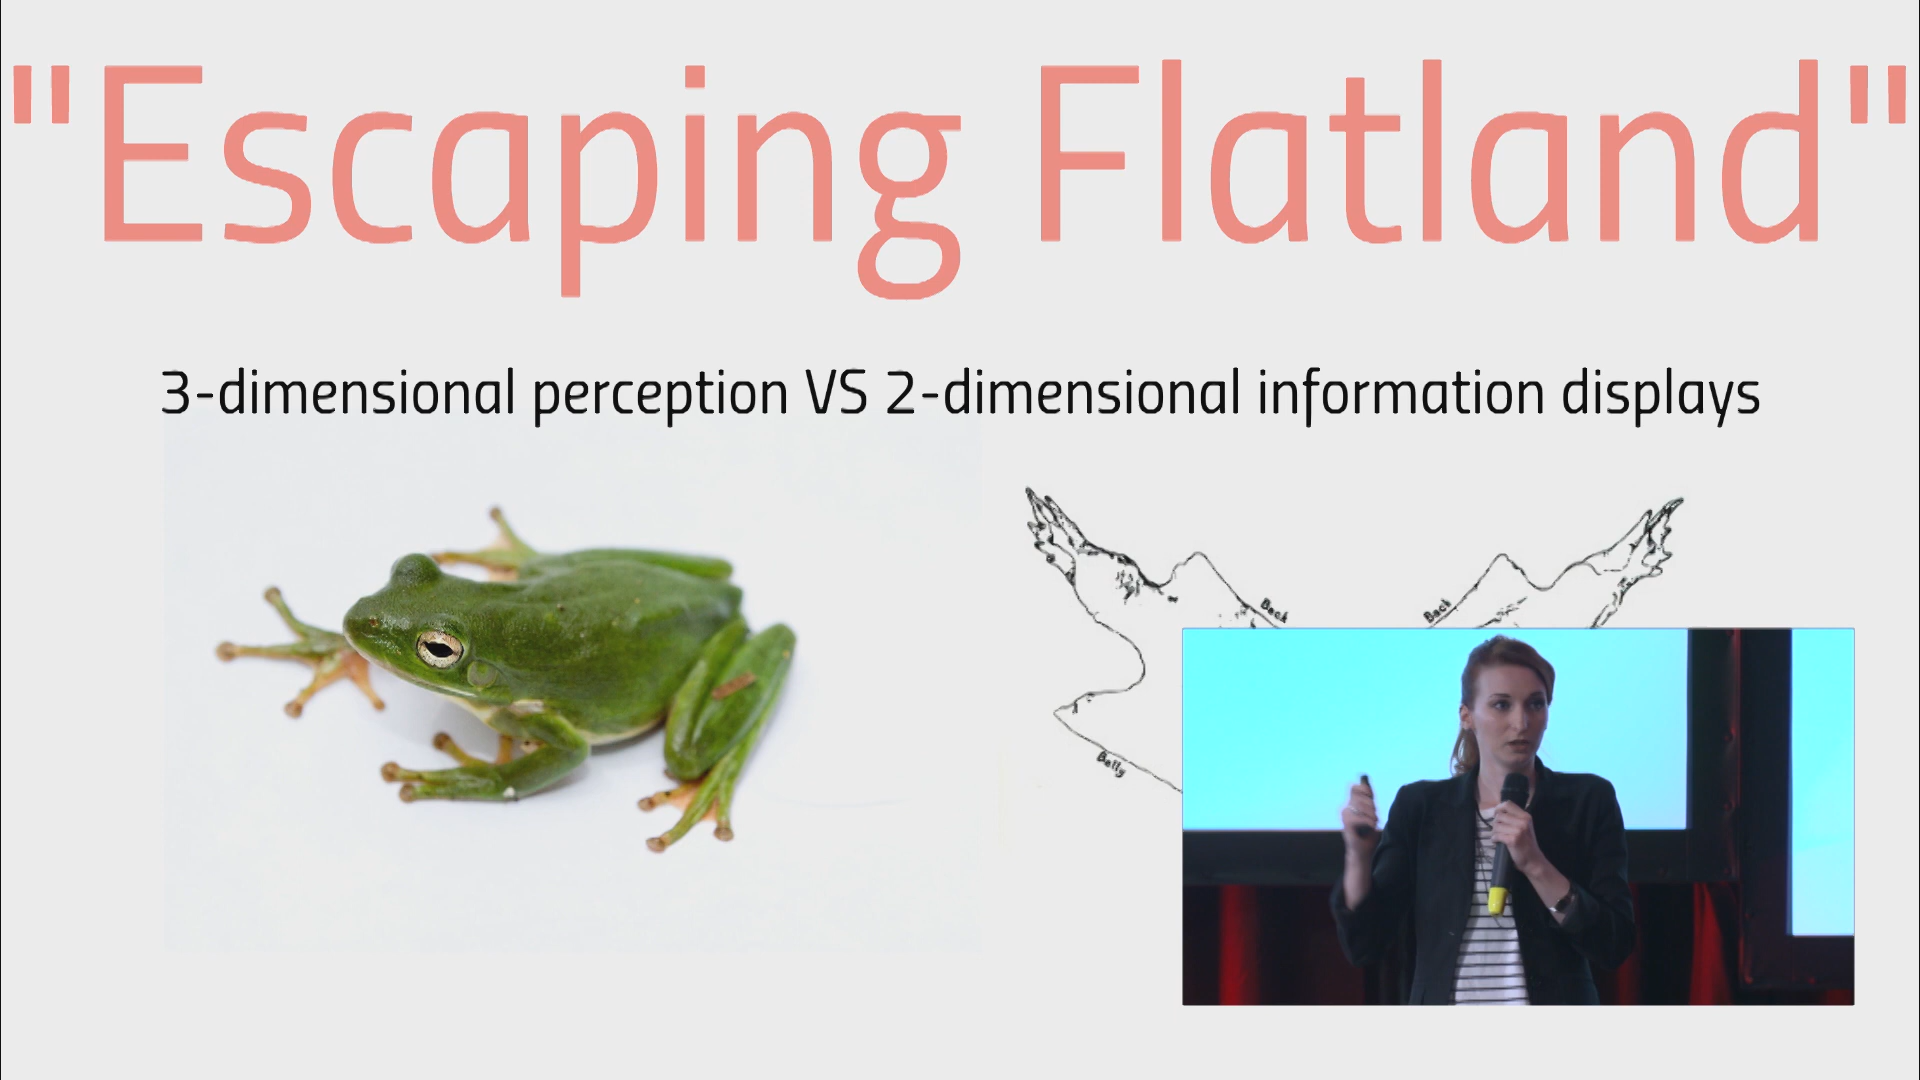 "Escaping Flatland"
3-dimensional perception VS 2-dimensional information displays
Back
Back
Belly